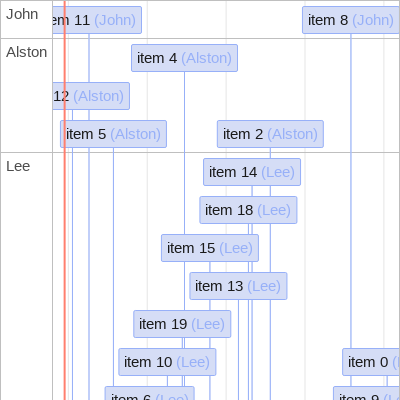 John
em 11 (John)
item 8 (John)
Alston
item 4 (Alston)
12 (Alston)
item 5 (Alston)
item 2 (Alston)
Lee
item 14 (Lee)
item 18 (Lee)
item 15 (Lee)
item 13 (Lee)
item 19 (Lee)
item 10 (Lee)
item 0 (
item 6 (Lee)
item 9 (